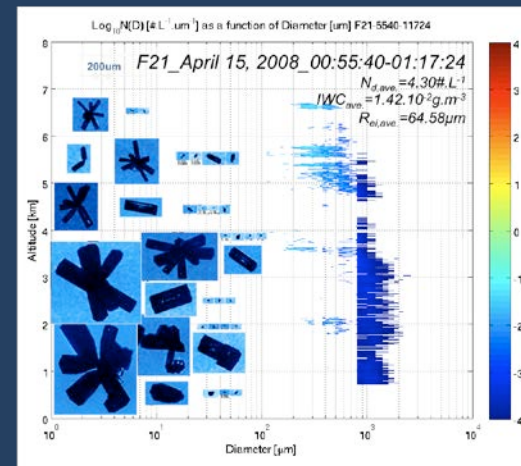 Log₁₀N(D) [#.L⁻¹.um⁻¹] as a function of Diameter [um] F21-5540-11724
200um
F21_April 15, 2008_00:55:40-01:17:24
N_d,ave.=4.30#.L⁻¹
IWC_ave.=1.42.10⁻²g.m⁻³
R_ei,ave.=64.58μm
Altitude [km]
8
7
6
5
4
3
2
1
0
10⁰ 10¹ 10² 10³ 10⁴
Diameter [μm]
4
3
2
1
0
-1
-2
-3
-4